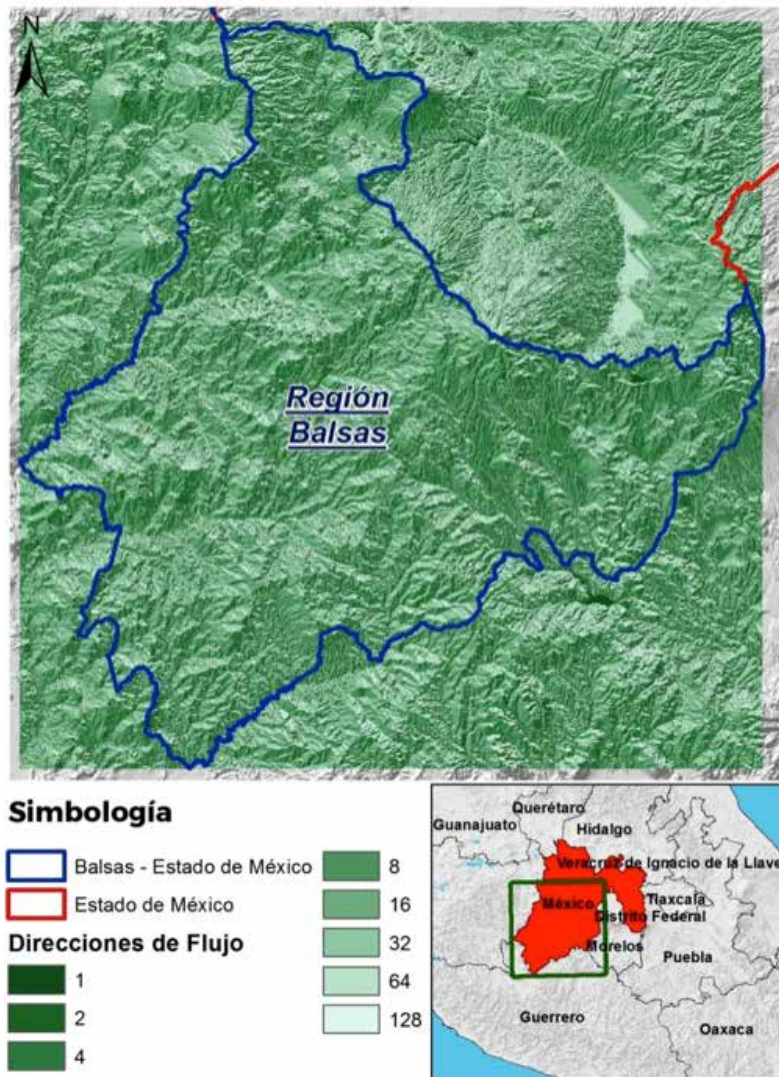 N
Región
Balsas
Simbología
Balsas - Estado de México
Estado de México
Direcciones de Flujo
1
2
4
8
16
32
64
128
Querétaro
Guanajuato
Hidalgo
Veracruz de Ignacio de la Llave
México
Tlaxcala
Distrito Federal
Morelos
Puebla
Guerrero
Oaxaca